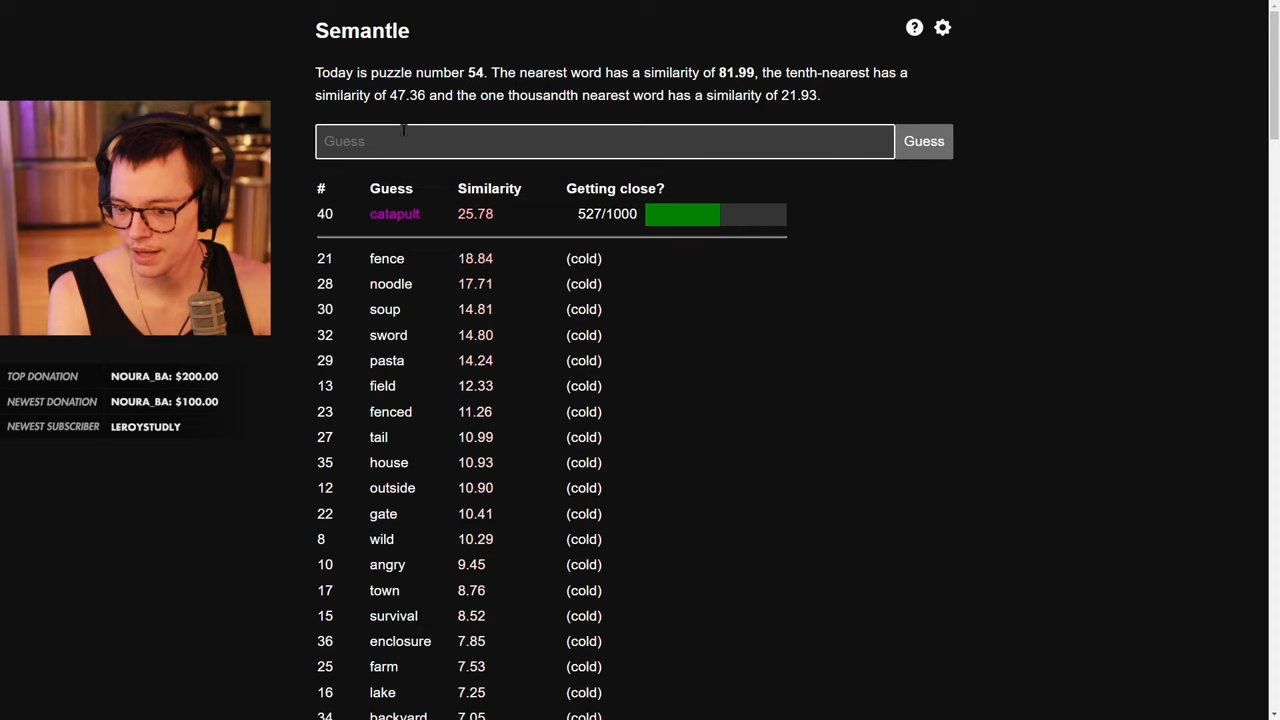 Semantle
Today is puzzle number 54. The nearest word has a similarity of 81.99, the tenth-nearest has a
similarity of 47.36 and the one thousandth nearest word has a similarity of 21.93.
Guess Guess
# Guess Similarity Getting close?
40 catapult 25.78 527/1000
21 fence 18.84 (cold)
28 noodle 17.71 (cold)
30 soup 14.81 (cold)
32 sword 14.80 (cold)
29 pasta 14.24 (cold)
13 field 12.33 (cold)
23 fenced 11.26 (cold)
27 tail 10.99 (cold)
35 house 10.93 (cold)
12 outside 10.90 (cold)
22 gate 10.41 (cold)
8 wild 10.29 (cold)
10 angry 9.45 (cold)
17 town 8.76 (cold)
15 survival 8.52 (cold)
36 enclosure 7.85 (cold)
25 farm 7.53 (cold)
16 lake 7.25 (cold)
34 backyard 7.05 (cold)
TOP DONATION NOURA_BA: $200.00
NEWEST DONATION NOURA_BA: $100.00
NEWEST SUBSCRIBER LEROYSTUDLY